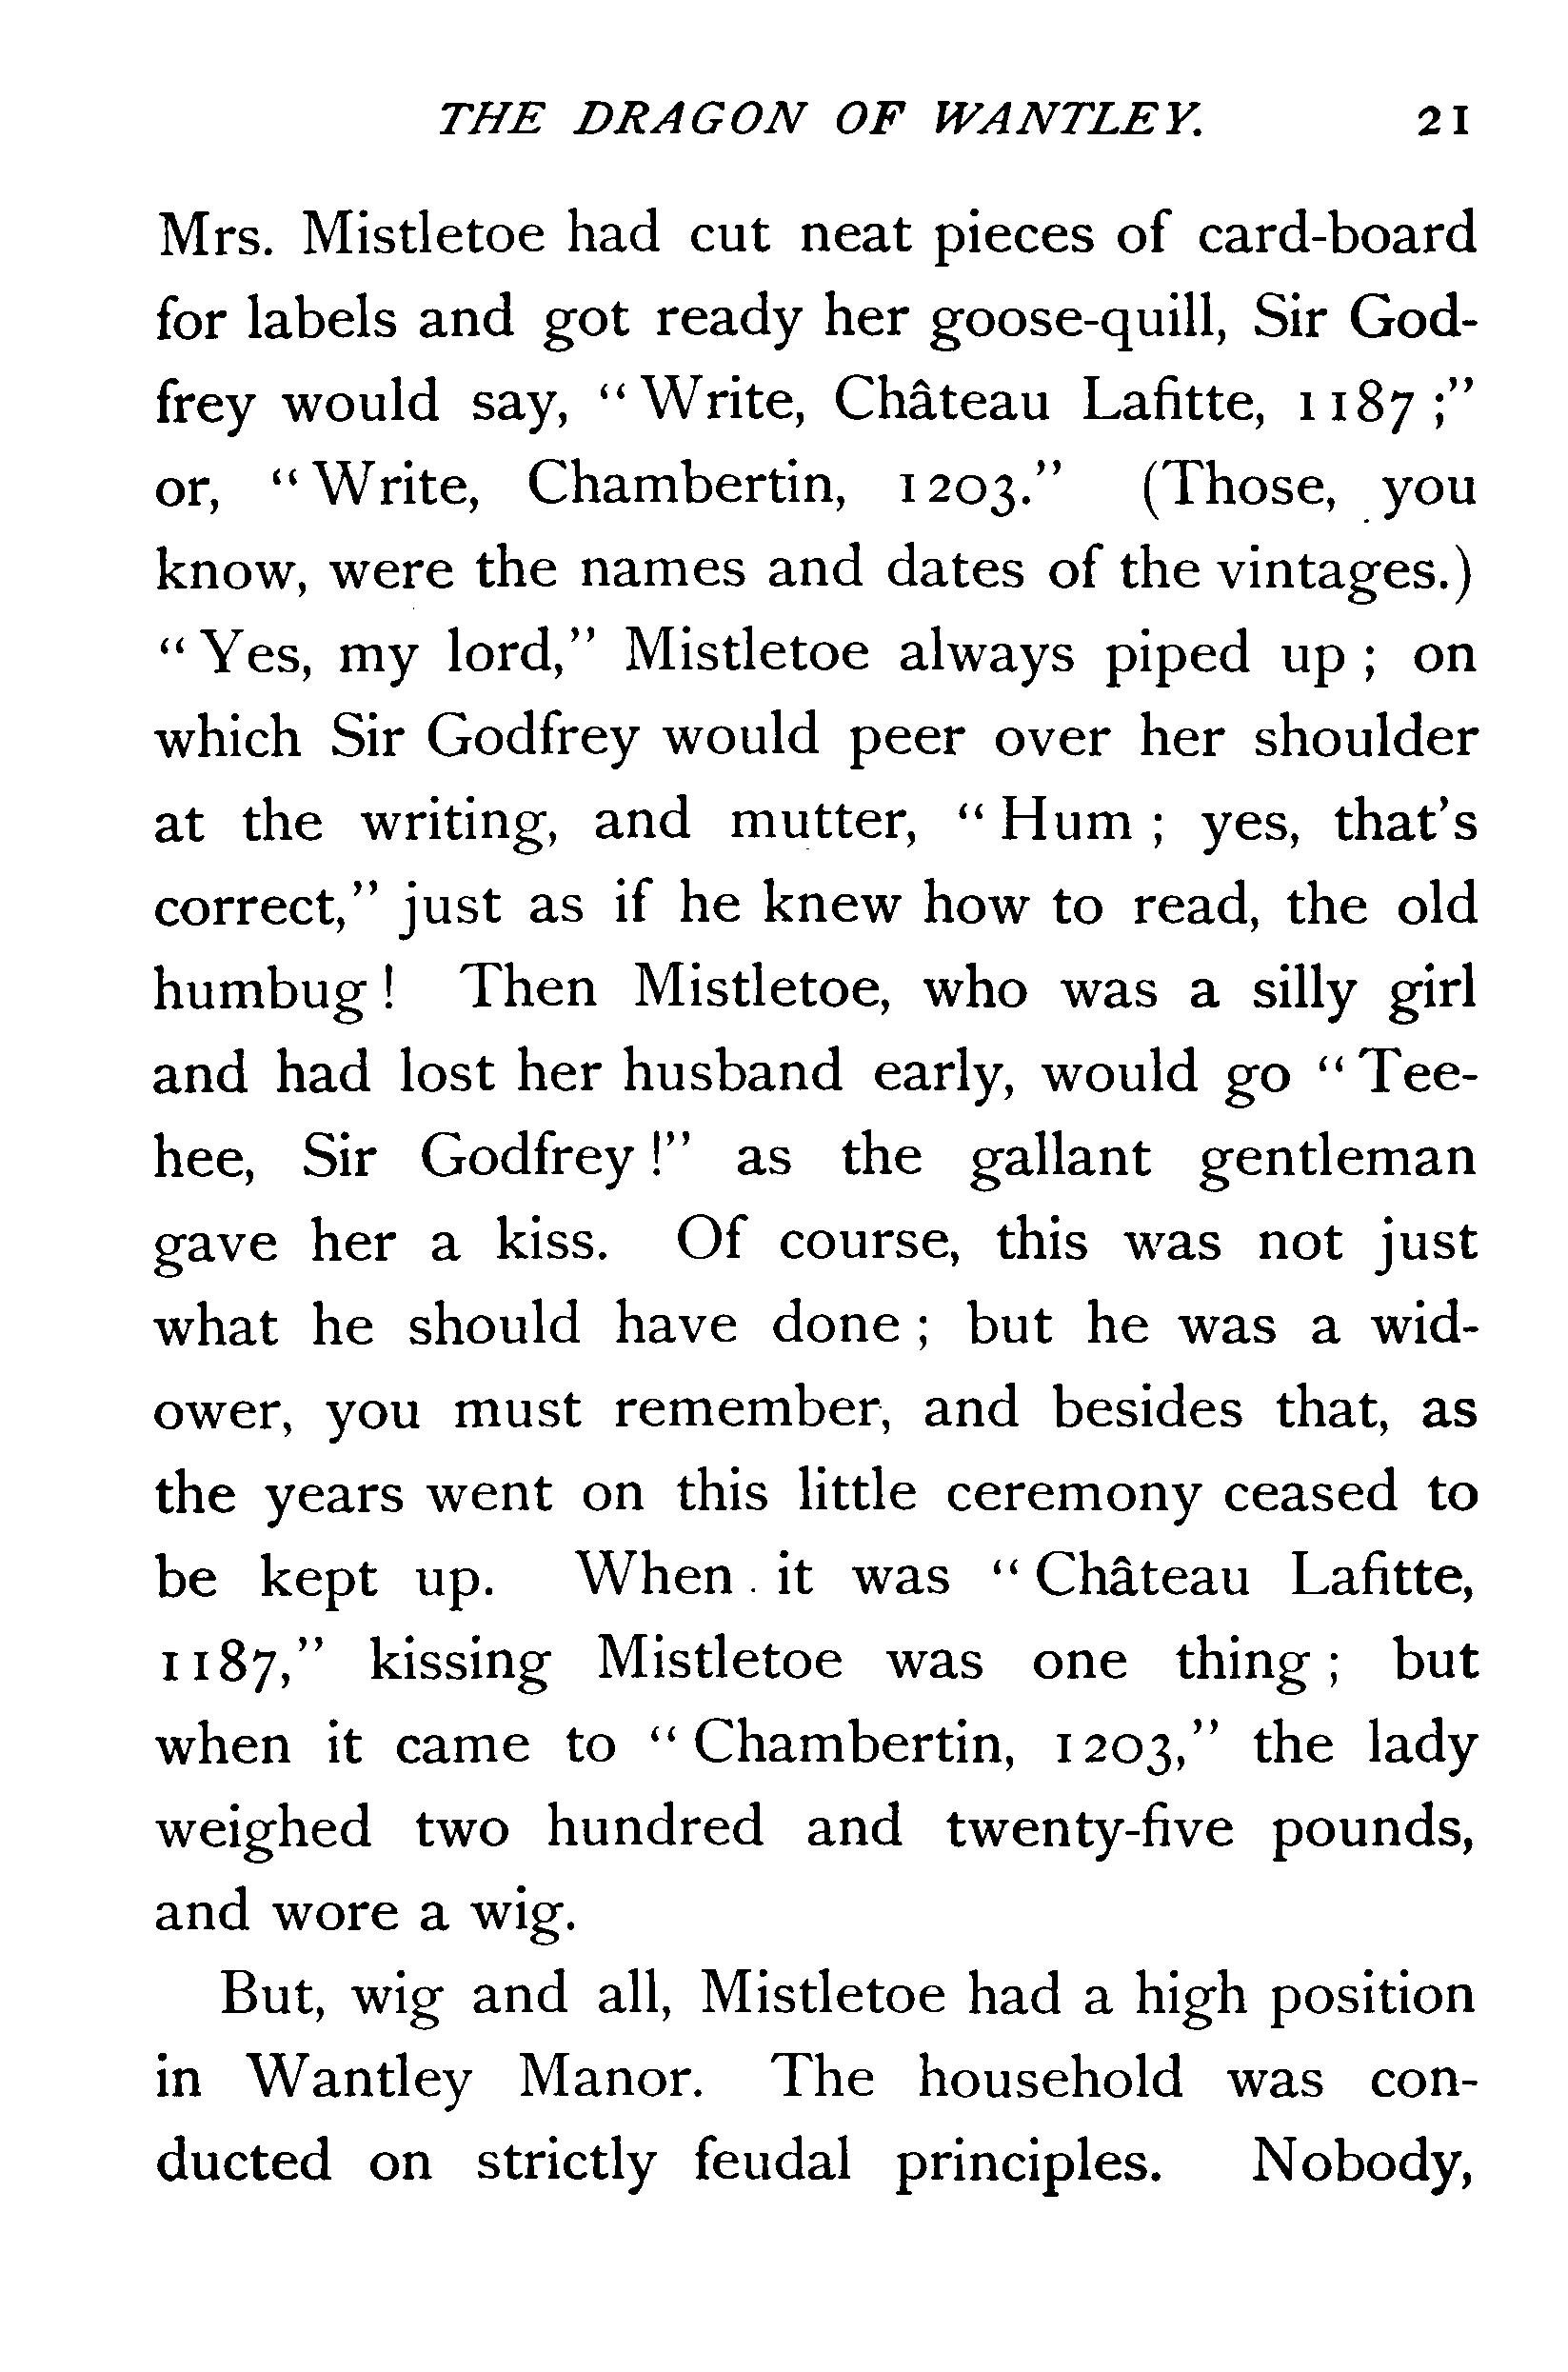 THE DRAGON OF WANTLEY. 21
Mrs. Mistletoe had cut neat pieces of card-board
for labels and got ready her goose-quill, Sir God-
frey would say, “Write, Château Lafitte, 1187;”
or, “Write, Chambertin, 1203.” (Those, you
know, were the names and dates of the vintages.)
“Yes, my lord,” Mistletoe always piped up; on
which Sir Godfrey would peer over her shoulder
at the writing, and mutter, “Hum; yes, that’s
correct,” just as if he knew how to read, the old
humbug! Then Mistletoe, who was a silly girl
and had lost her husband early, would go “Tee-
hee, Sir Godfrey!” as the gallant gentleman
gave her a kiss. Of course, this was not just
what he should have done; but he was a wid-
ower, you must remember, and besides that, as
the years went on this little ceremony ceased to
be kept up. When it was “Château Lafitte,
1187,” kissing Mistletoe was one thing; but
when it came to “Chambertin, 1203,” the lady
weighed two hundred and twenty-five pounds,
and wore a wig.
But, wig and all, Mistletoe had a high position
in Wantley Manor. The household was con-
ducted on strictly feudal principles. Nobody,